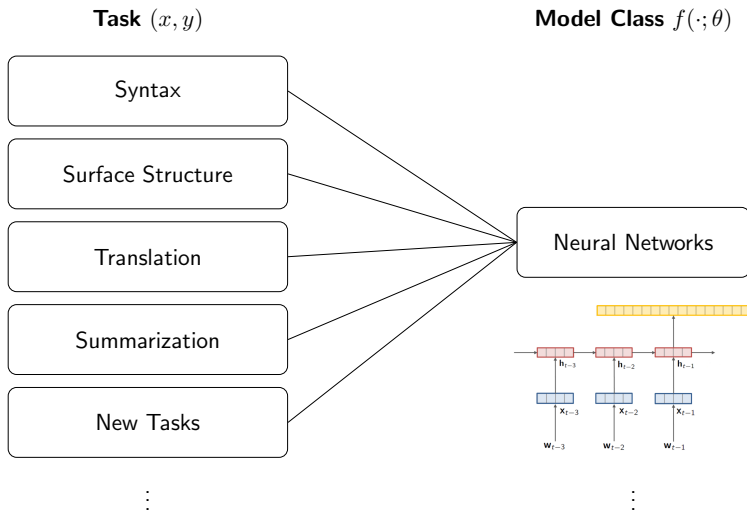 Task (x, y)
Model Class f(·; θ)
Syntax
Surface Structure
Translation
Summarization
New Tasks
⋮
Neural Networks
h_{t−3} h_{t−2} h_{t−1}
x_{t−3} x_{t−2} x_{t−1}
w_{t−3} w_{t−2} w_{t−1}
⋮